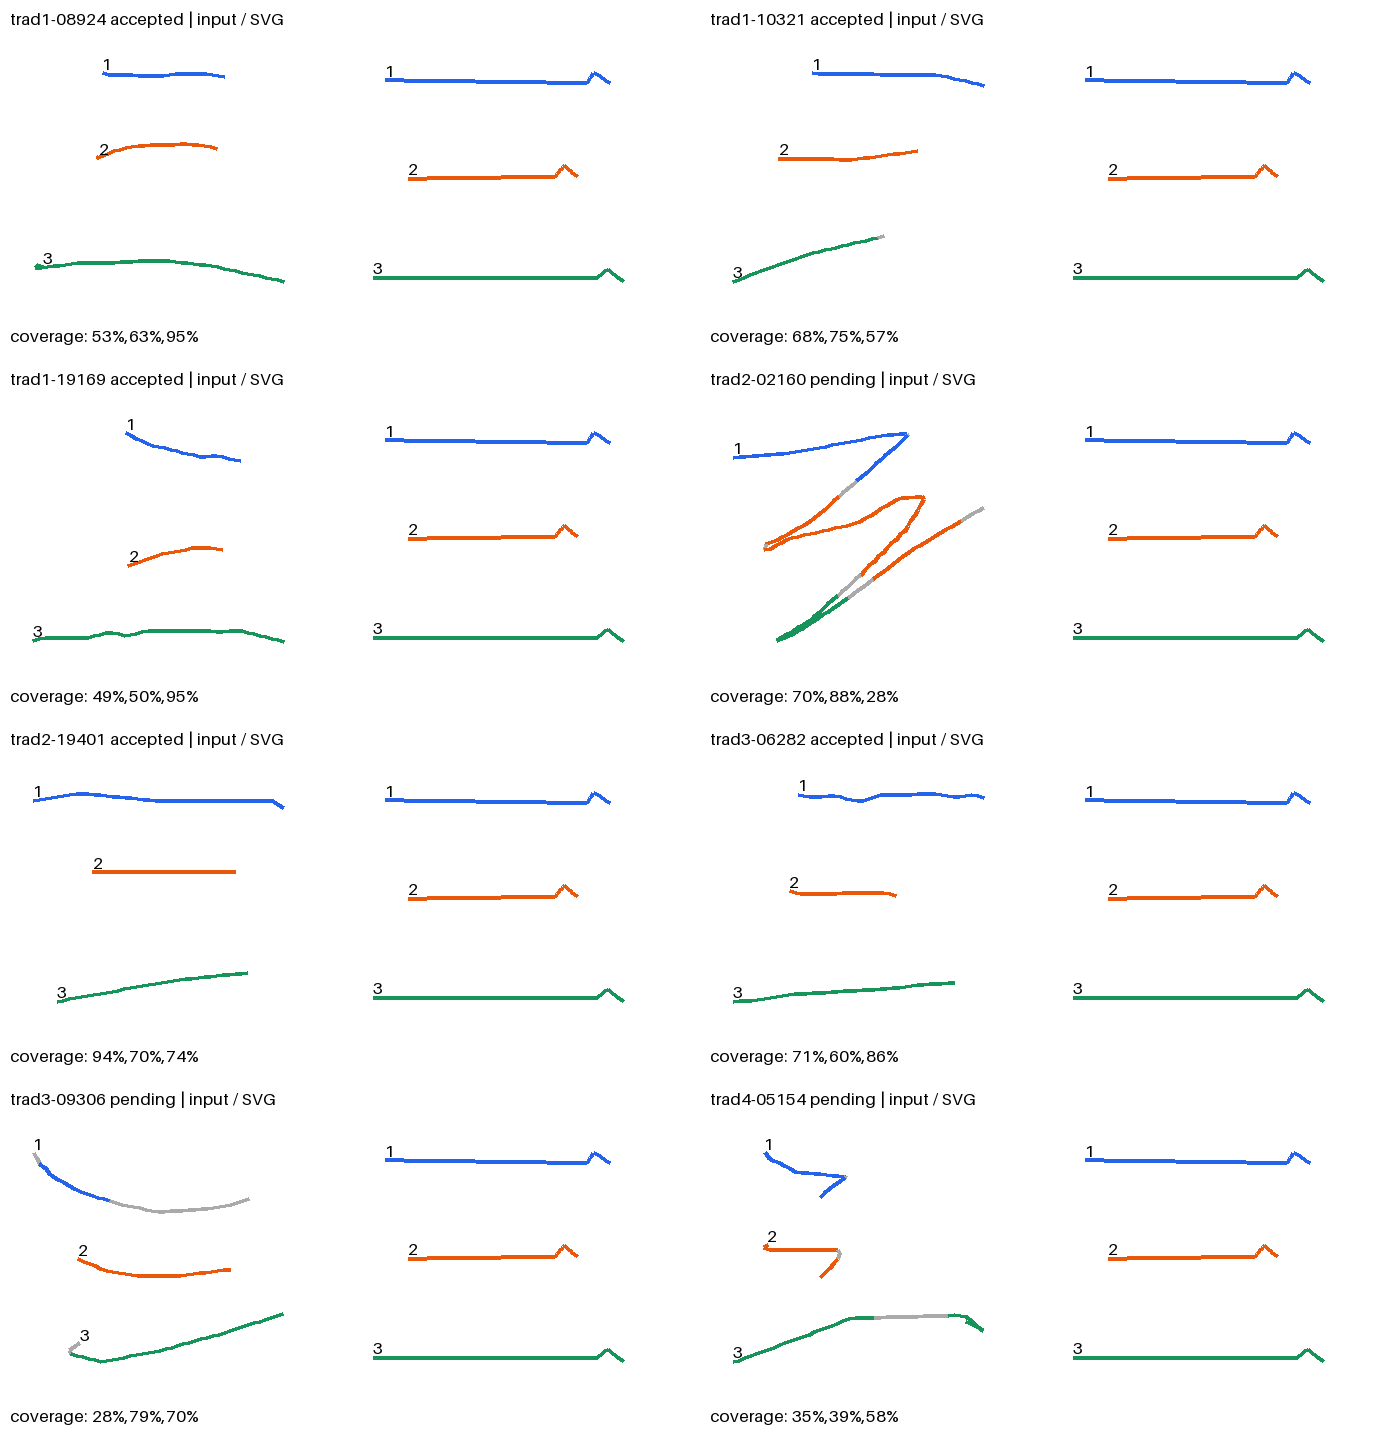 trad1-08924 accepted | input / SVG
1 1
2 2
3 3
coverage: 53%,63%,95%
trad1-10321 accepted | input / SVG
1 1
2 2
3 3
coverage: 68%,75%,57%
trad1-19169 accepted | input / SVG
1 1
2 2
3 3
coverage: 49%,50%,95%
trad2-02160 pending | input / SVG
1 1
2 2
3 3
coverage: 70%,88%,28%
trad2-19401 accepted | input / SVG
1 1
2 2
3 3
coverage: 94%,70%,74%
trad3-06282 accepted | input / SVG
1 1
2 2
3 3
coverage: 71%,60%,86%
trad3-09306 pending | input / SVG
1 1
2 2
3 3
coverage: 28%,79%,70%
trad4-05154 pending | input / SVG
1 1
2 2
3 3
coverage: 35%,39%,58%